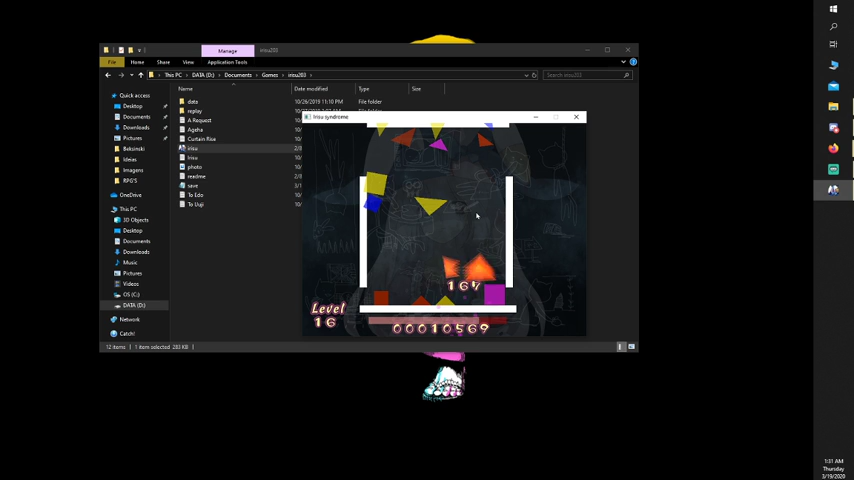 Manage
irisu203
File
Home
Share
View
Application Tools
This PC
DATA (D:)
Documents
Games
irisu203
Search irisu203
Name
Date modified
Type
Size
Quick access
Desktop
Documents
Downloads
Pictures
Beksinski
Ideias
Imagens
RPG'S
OneDrive
This PC
3D Objects
Desktop
Documents
Downloads
Music
Pictures
Videos
OS (C:)
DATA (D:)
Network
Catch!
data
10/26/2019 11:10 PM
File folder
replay
File folder
A Request
Ageha
Curtain Rise
irisu
Irisu
photo
readme
save
To Edo
To Uuji
Irisu syndrome
167
Level
16
00010569
12 items
1 item selected
283 KB
1:31 AM
Thursday
3/19/2020